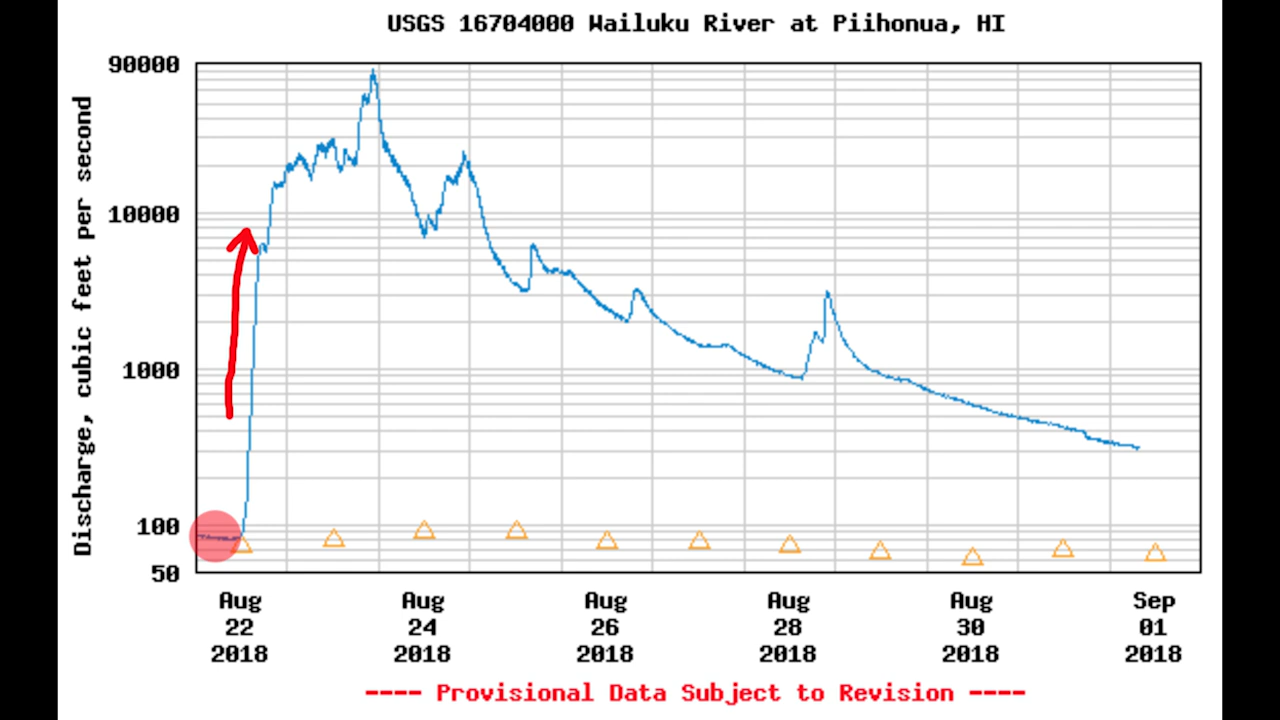 USGS 16704000 Wailuku River at Piihonua, HI
Discharge, cubic feet per second
90000
10000
1000
100
50
Aug Aug Aug Aug Aug Sep
22 24 26 28 30 01
2018 2018 2018 2018 2018 2018
---- Provisional Data Subject to Revision ----